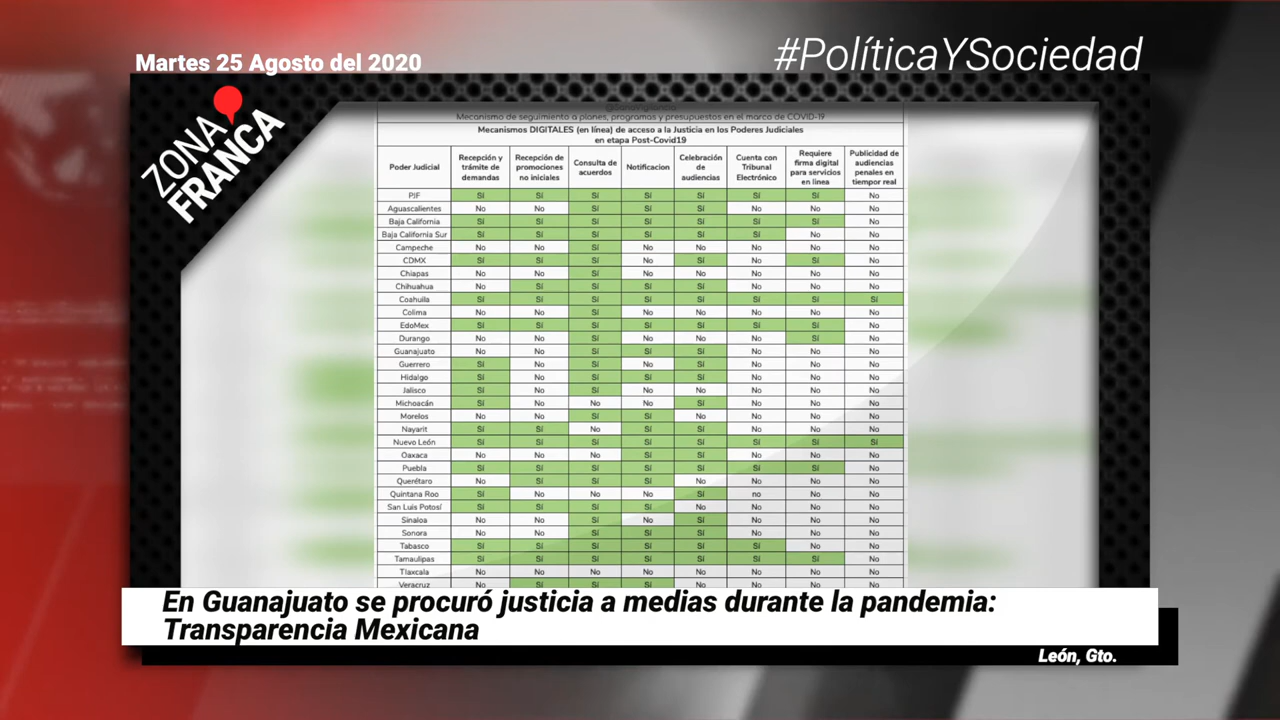 Martes 25 Agosto del 2020
#PolíticaYSociedad
ZONA
FRANCA
Mecanismo de seguimiento a planes, programas y presupuestos en el marco de COVID-19
Mecanismos DIGITALES (en línea) de acceso a la Justicia en los Poderes Judiciales
en etapa Post-Covid19
Poder Judicial | Recepción y trámite de demandas | Recepción de promociones no iniciales | Consulta de acuerdos | Notificacion | Celebración de audiencias | Cuenta con Tribunal Electrónico | Requiere firma digital para servicios en linea | Publicidad de audiencias penales en tiempor real
PJF Sí Sí Sí Sí Sí Sí Sí No
Aguascalientes No No Sí Sí Sí No No No
Baja California Sí Sí Sí Sí Sí Sí Sí No
Baja California Sur Sí Sí Sí Sí Sí Sí No No
Campeche No No Sí No No No No No
CDMX Sí Sí Sí No Sí No Sí No
Chiapas No No Sí No No No No No
Chihuahua No Sí Sí Sí Sí No No No
Coahuila Sí Sí Sí Sí Sí Sí Sí Sí
Colima No No Sí No No No No No
EdoMex Sí Sí Sí Sí Sí Sí Sí No
Durango No No Sí No No No Sí No
Guanajuato No No Sí Sí Sí No No No
Guerrero Sí No Sí No Sí No No No
Hidalgo Sí No Sí Sí Sí No No No
Jalisco Sí No Sí No No No No No
Michoacán Sí No No No Sí No No No
Morelos No No Sí Sí No No No No
Nayarit Sí Sí No Sí Sí No No No
Nuevo León Sí Sí Sí Sí Sí Sí Sí Sí
Oaxaca No No No Sí Sí No No No
Puebla Sí Sí Sí Sí Sí Sí Sí No
Querétaro No Sí Sí Sí No No No No
Quintana Roo Sí No No No Sí no No No
San Luis Potosí Sí Sí Sí Sí No No No No
Sinaloa No No Sí No Sí No No No
Sonora No No Sí Sí Sí No No No
Tabasco Sí Sí Sí Sí Sí Sí No No
Tamaulipas Sí Sí Sí Sí Sí Sí Sí No
Tlaxcala No No No No No No No No
Veracruz No Sí Sí Sí No No No No
En Guanajuato se procuró justicia a medias durante la pandemia:
Transparencia Mexicana
León, Gto.